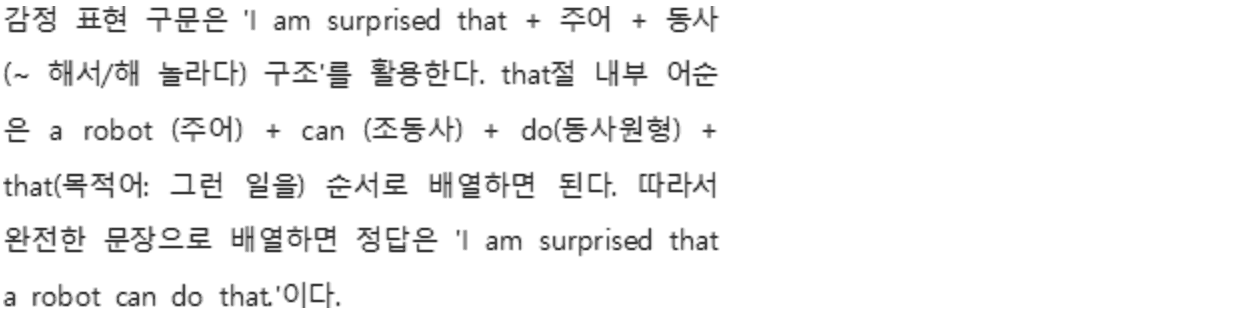 감정 표현 구문은 'I am surprised that + 주어 + 동사
(~ 해서/해 놀라다) 구조'를 활용한다. that절 내부 어순
은 a robot (주어) + can (조동사) + do(동사원형) +
that(목적어: 그런 일을) 순서로 배열하면 된다. 따라서
완전한 문장으로 배열하면 정답은 'I am surprised that
a robot can do that.'이다.